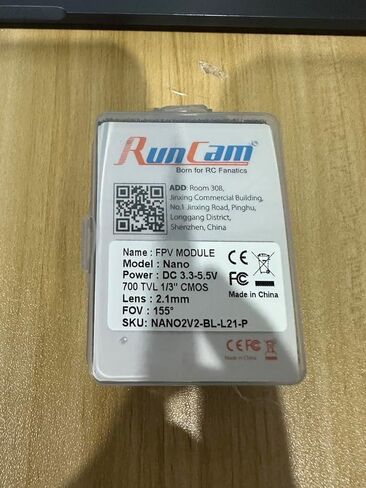 RunCam®
Born for RC Fanatics
ADD: Room 308,
Jinxing Commercial Building,
No.1 Jinxing Road, Pinghu,
Longgang District,
Shenzhen, China
Name : FPV MODULE
Model : Nano
Power : DC 3.3-5.5V
700 TVL 1/3" CMOS
Lens : 2.1mm
FOV : 155°
SKU: NANO2V2-BL-L21-P
CE
FC
Made in China
CE FC
Made in China